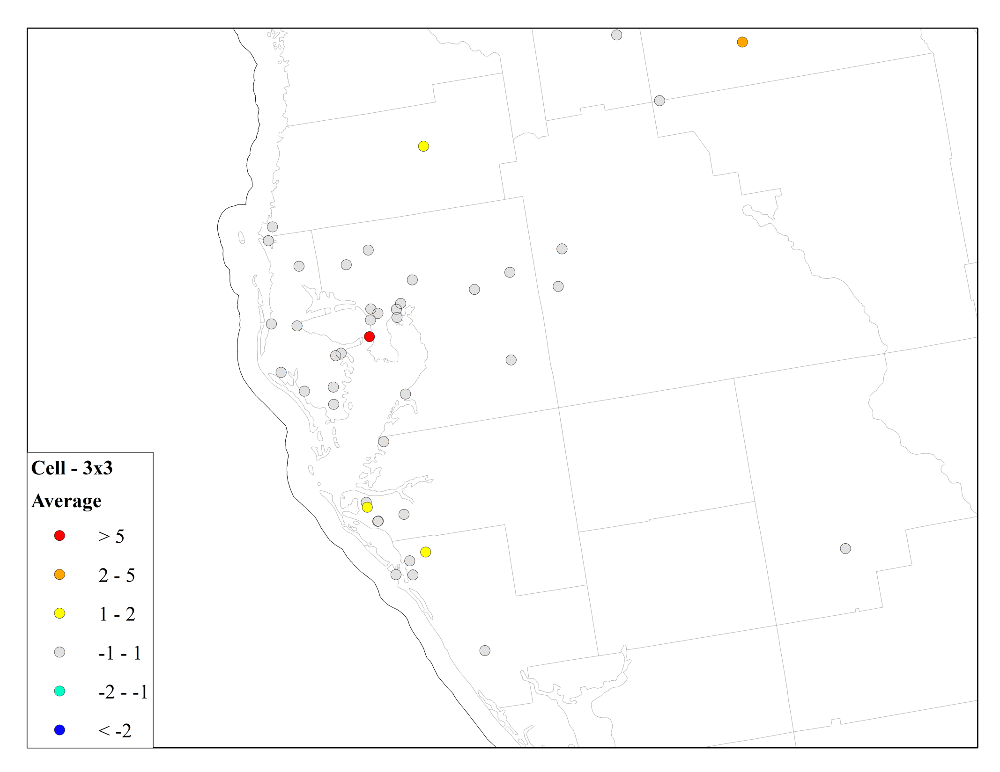 Cell - 3x3
Average
> 5
2 - 5
1 - 2
-1 - 1
-2 - -1
< -2